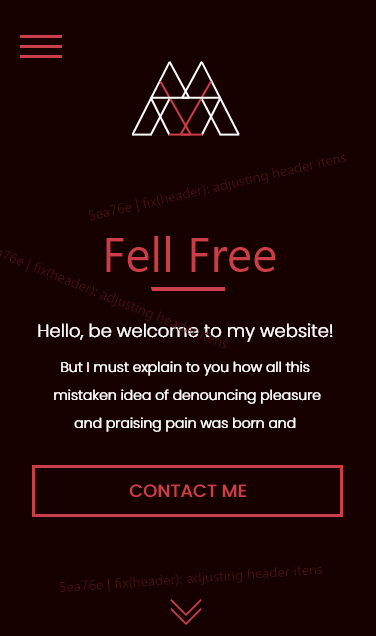 5ea76e | fix(header): adjusting header itens
a76e | fix(header): adjusting header itens
Fell Free
Hello, be welcome to my website!
But I must explain to you how all this
mistaken idea of denouncing pleasure
and praising pain was born and
CONTACT ME
5ea76e | fix(header): adjusting header itens